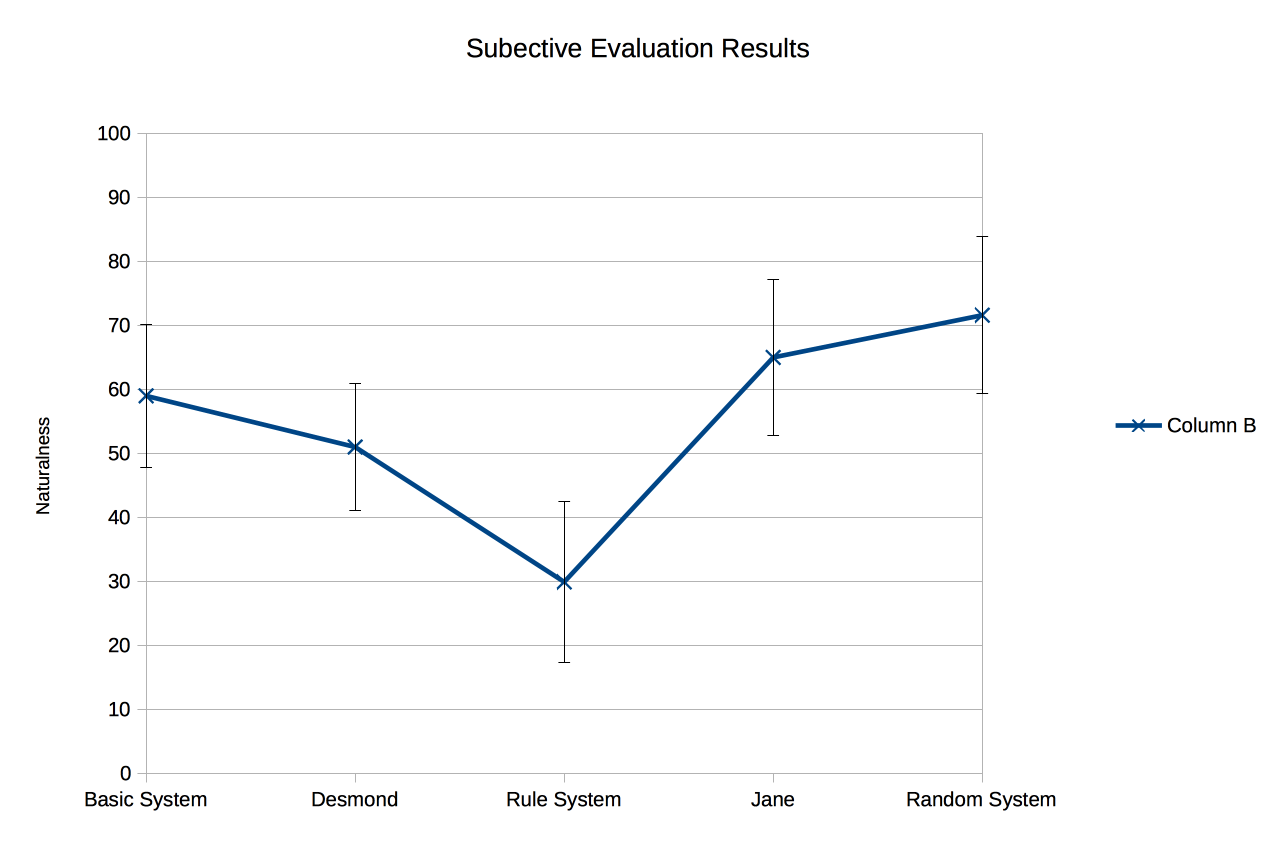 Subective Evaluation Results
100
90
80
70
60
50
40
30
20
10
0
Naturalness
Basic System
Desmond
Rule System
Jane
Random System
Column B